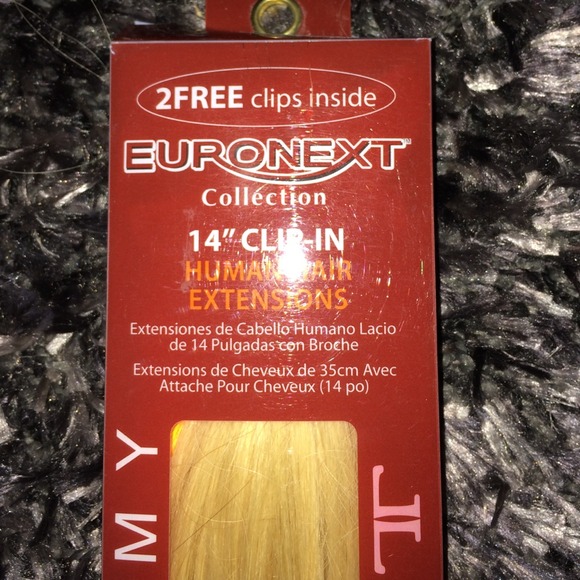 2FREE clips inside
EURONEXT™
Collection
14" CLIP-IN
HUMAN HAIR
EXTENSIONS
Extensiones de Cabello Humano Lacio
de 14 Pulgadas con Broche
Extensions de Cheveux de 35cm Avec
Attache Pour Cheveux (14 po)
M Y